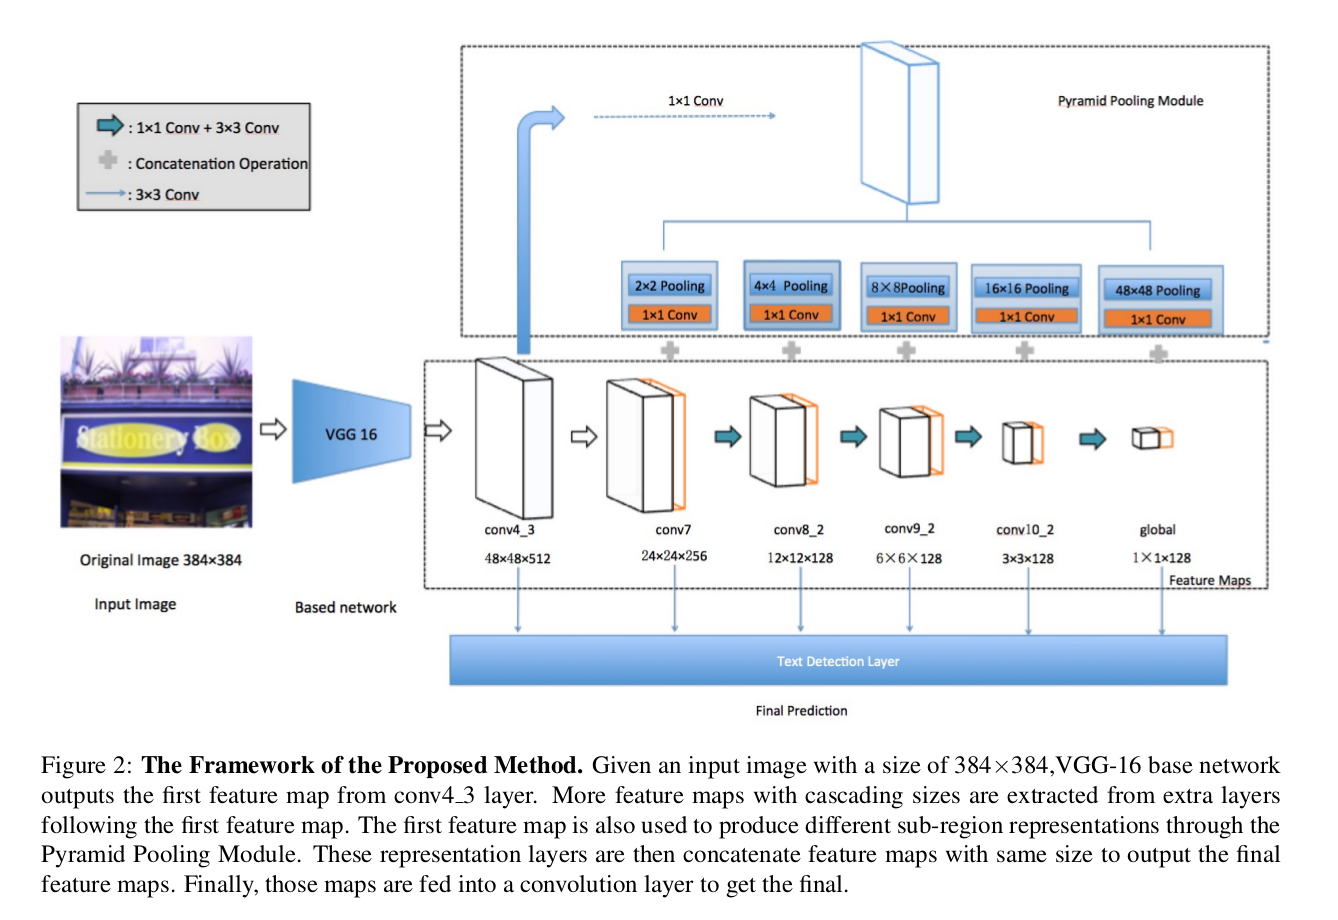 1×1 Conv
Pyramid Pooling Module
: 1×1 Conv + 3×3 Conv
: Concatenation Operation
: 3×3 Conv
2×2 Pooling
1×1 Conv
4×4 Pooling
1×1 Conv
8×8Pooling
1×1 Conv
16×16 Pooling
1×1 Conv
48×48 Pooling
1×1 Conv
Stationery Box
VGG 16
conv4_3
conv7
conv8_2
conv9_2
conv10_2
global
48×48×512
24×24×256
12×12×128
6×6×128
3×3×128
1×1×128
Original Image 384×384
Feature Maps
Input Image
Based network
Text Detection Layer
Final Prediction
Figure 2: The Framework of the Proposed Method. Given an input image with a size of 384×384,VGG-16 base network
outputs the first feature map from conv4_3 layer. More feature maps with cascading sizes are extracted from extra layers
following the first feature map. The first feature map is also used to produce different sub-region representations through the
Pyramid Pooling Module. These representation layers are then concatenate feature maps with same size to output the final
feature maps. Finally, those maps are fed into a convolution layer to get the final.